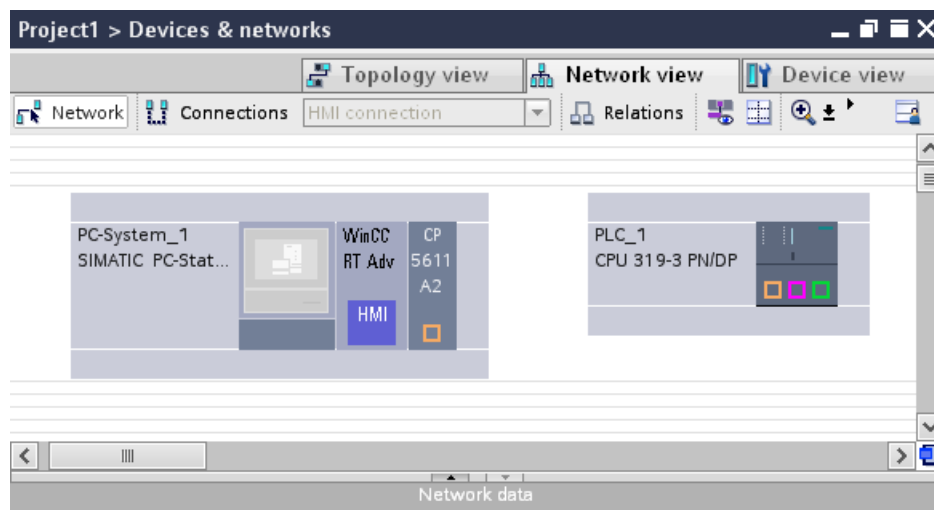 Project1 > Devices & networks
Topology view
Network view
Device view
Network
Connections
HMI connection
Relations
PC-System_1
SIMATIC PC-Stat...
WinCC
RT Adv
HMI
CP
5611
A2
PLC_1
CPU 319-3 PN/DP
Network data